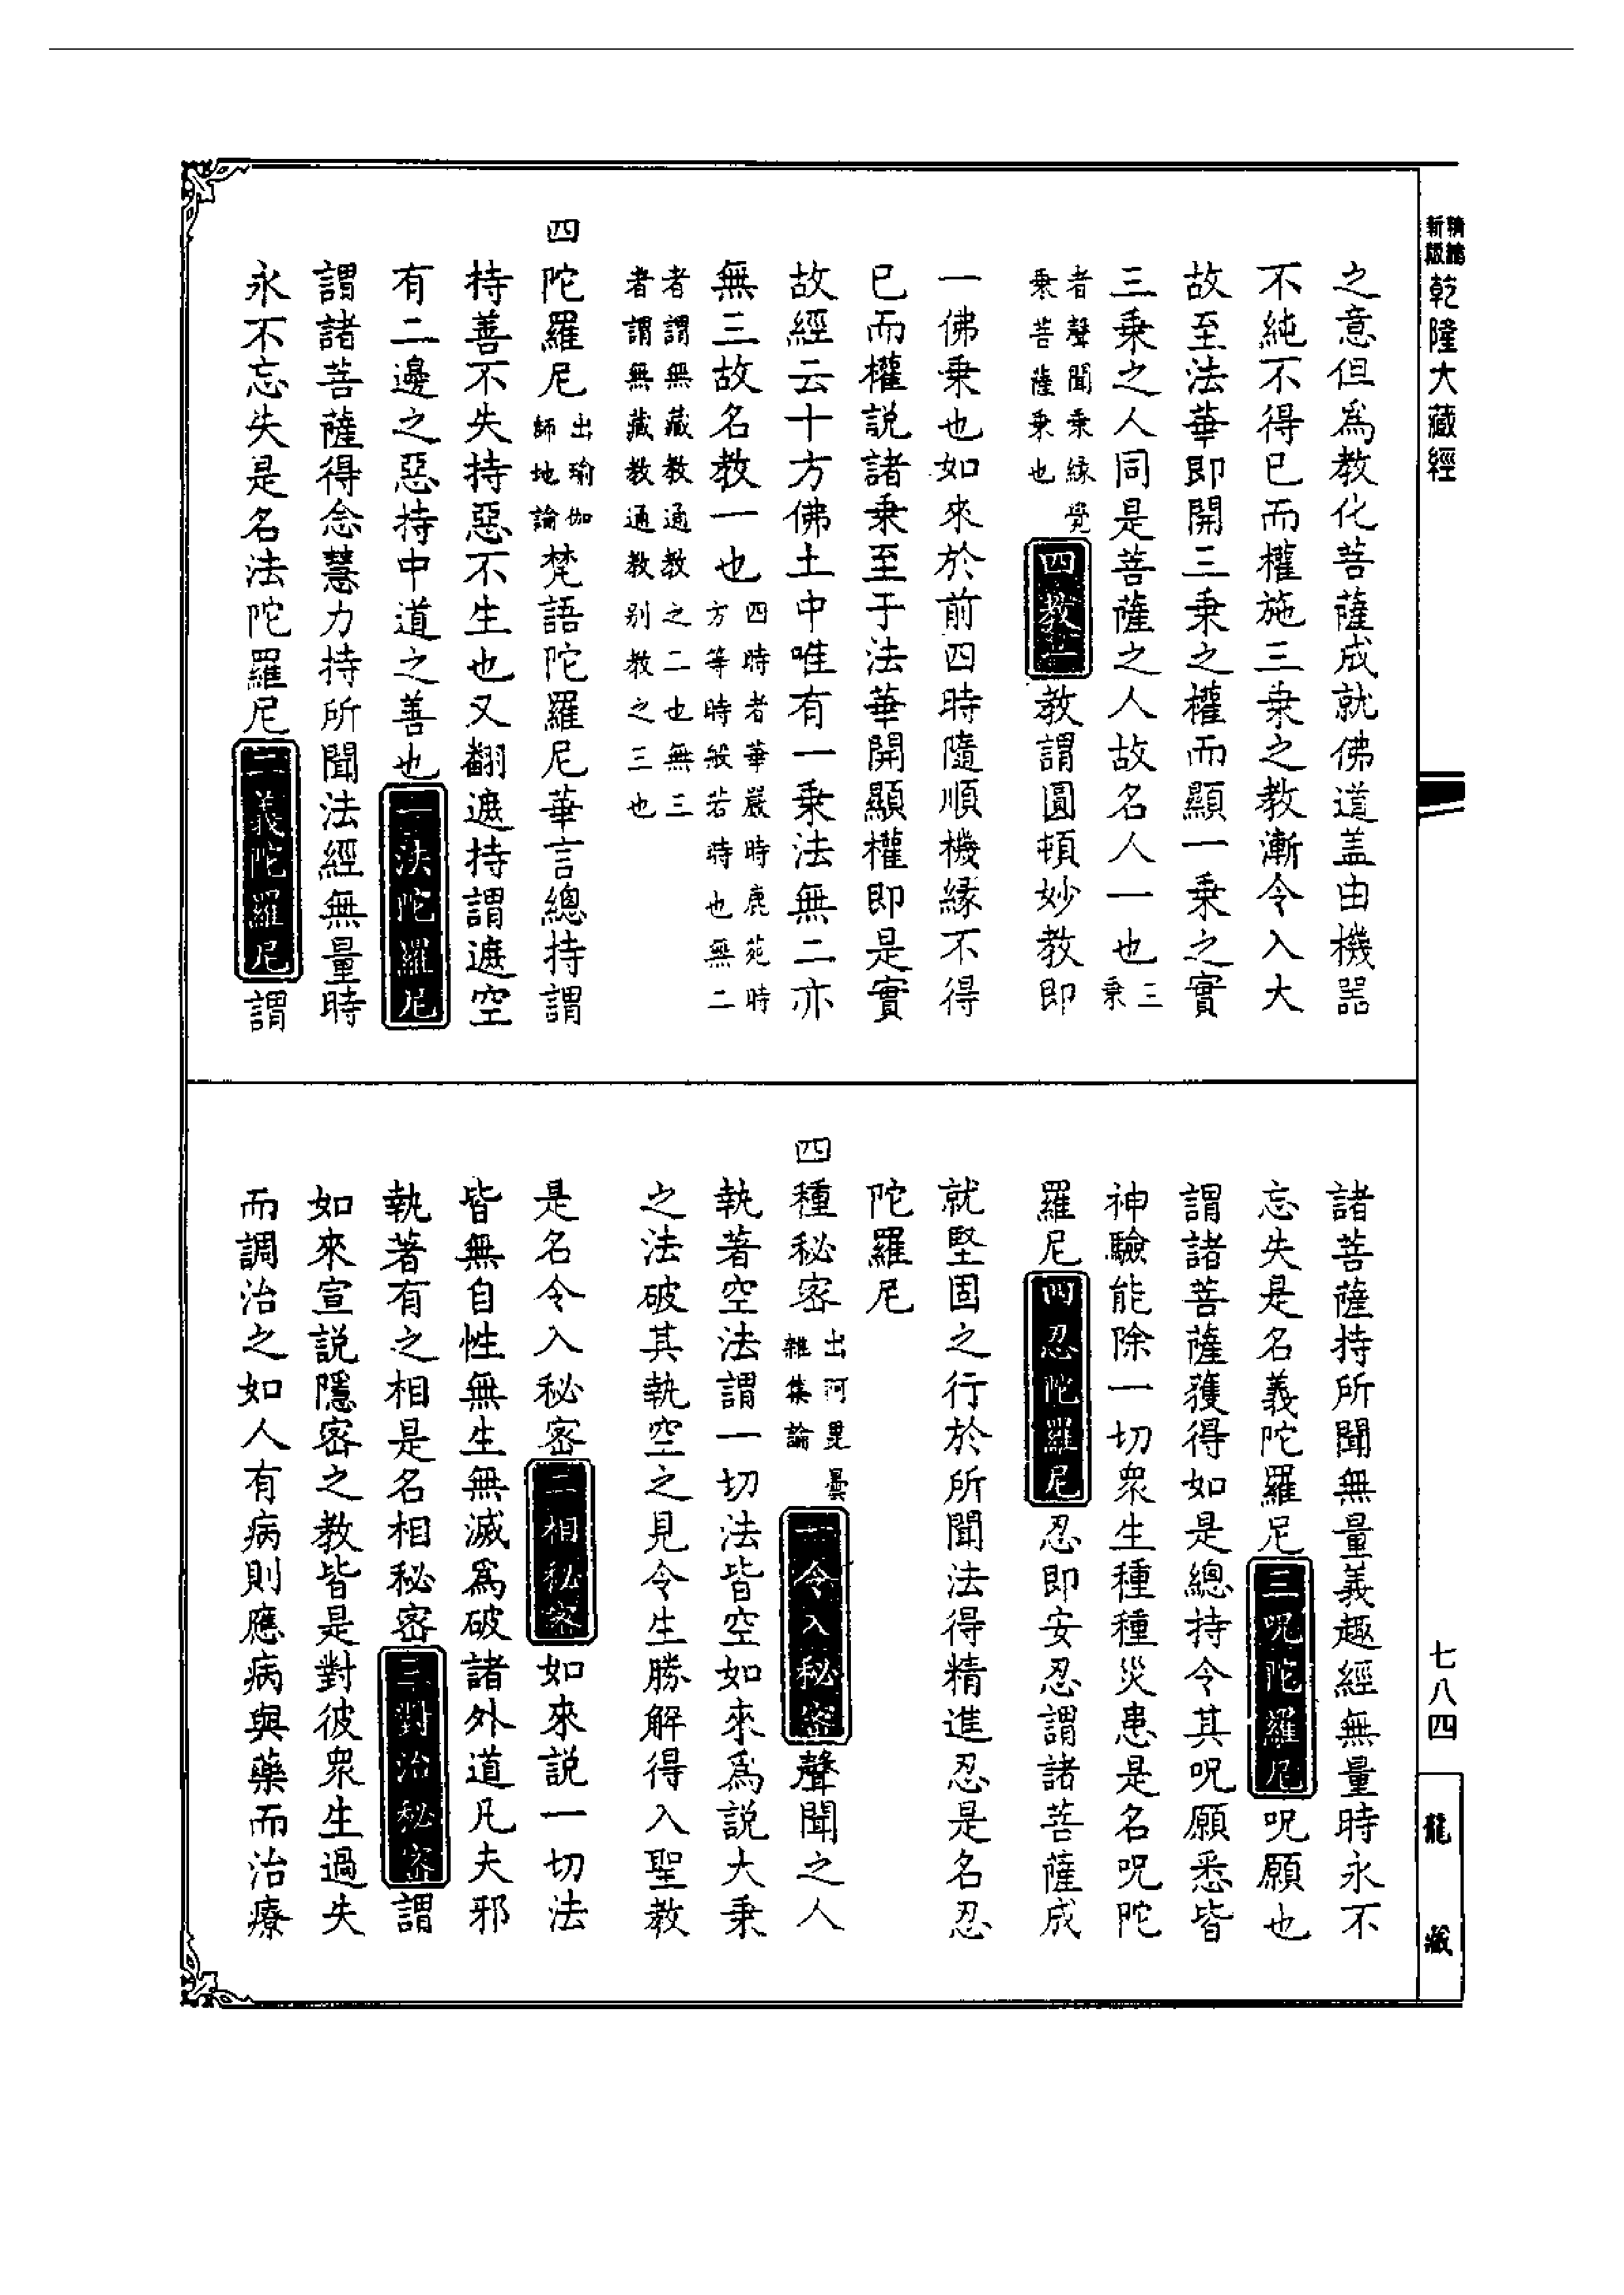 新版精縮乾隆大藏經
之意但為教化菩薩成就佛道盖由機器
不純不得已而權施三乗之教漸令入大
故至法華即開三乗之權而顯一乗之實
三乗之人同是菩薩之人故名人一也三乗
者聲聞乘緣覺乗菩薩乗也四教一教謂圓頓妙教即
一佛乗也如來於前四時隨順機緣不得
已而權説諸乗至于法華開顯權即是實
故經云十方佛土中唯有一乗法無二亦
無三故名教一也四時者華嚴時鹿苑時方等時般若時也無二
者謂無藏教通教之二也無三者謂無藏教通教别教之三也
四陀羅尼出瑜伽師地論梵語陀羅尼華言總持謂
持善不失持惡不生也又翻遮持謂遮空
有二邊之惡持中道之善也一法陀羅尼
謂諸菩薩得念慧力持所聞法經無量時
永不忘失是名法陀羅尼二義陀羅尼謂
諸菩薩持所聞無量義趣經無量時永不
忘失是名義陀羅尼三呪陀羅尼呪願也
謂諸菩薩獲得如是總持令其呪願悉皆
神驗能除一切衆生種種災患是名呪陀
羅尼四忍陀羅尼忍即安忍謂諸菩薩成
就堅固之行於所聞法得精進忍是名忍
陀羅尼
四種秘密出阿毘曇雜集論一令入秘密聲聞之人
執著空法謂一切法皆空如來為説大乗
之法破其執空之見令生勝解得入聖教
是名令入秘密二相秘密如來説一切法
皆無自性無生無滅為破諸外道凡夫邪
執著有之相是名相秘密三對治秘密謂
如來宣説隱密之教皆是對彼衆生過失
而調治之如人有病則應病與藥而治療
七八四
龍藏